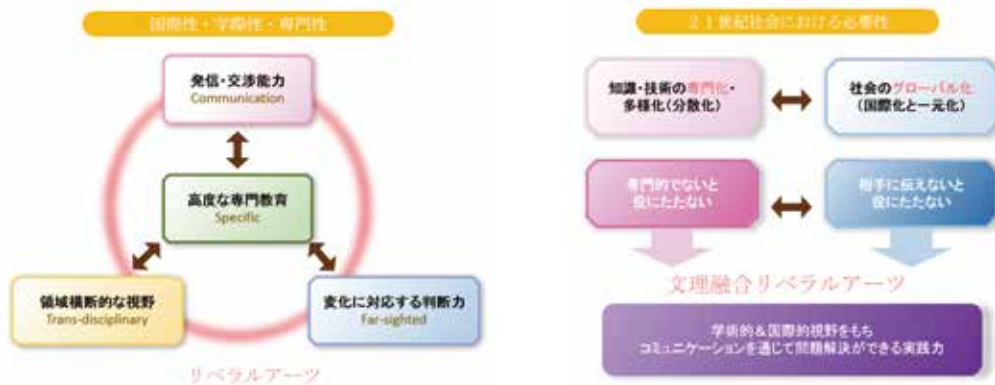 国際性・学際性・専門性
発信・交渉能力
Communication
高度な専門教育
Specific
領域横断的な視野
Trans-disciplinary
変化に対応する判断力
Far-sighted
リベラルアーツ
21世紀社会における必要性
知識・技術の専門化・
多様化(分散化)
社会のグローバル化
(国際化と一元化)
専門的でないと
役にたたない
相手に伝えないと
役にたたない
文理融合リベラルアーツ
学術的&国際的視野をもち
コミュニケーションを通じて問題解決ができる実践力